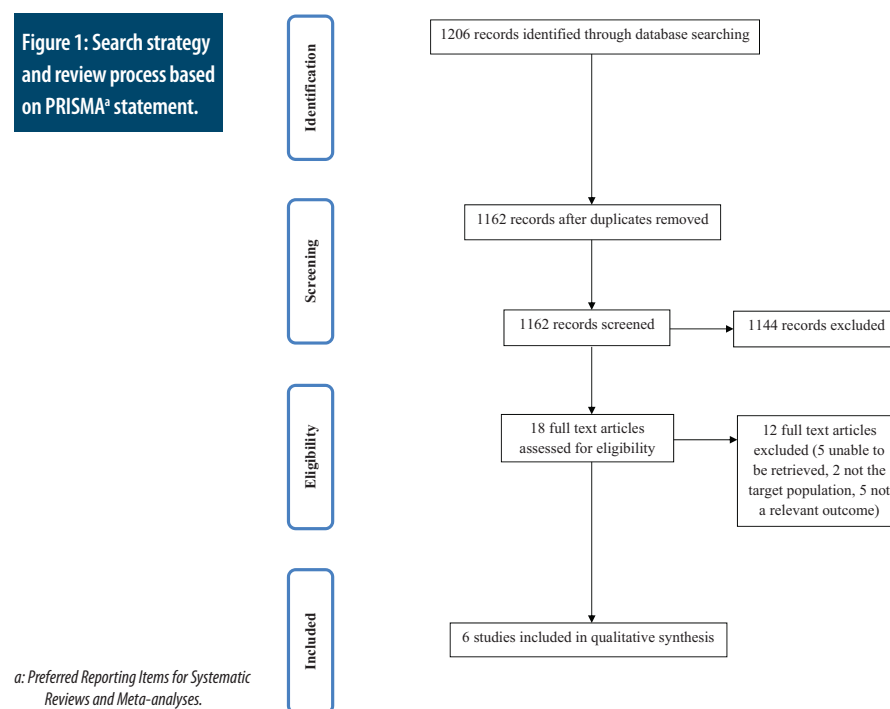 Figure 1: Search strategy
and review process based
on PRISMAᵃ statement.
Identification
1206 records identified through database searching
Screening
1162 records after duplicates removed
1162 records screened
1144 records excluded
Eligibility
18 full text articles
assessed for eligibility
12 full text articles
excluded (5 unable to
be retrieved, 2 not the
target population, 5 not
a relevant outcome)
Included
6 studies included in qualitative synthesis
a: Preferred Reporting Items for Systematic
Reviews and Meta-analyses.